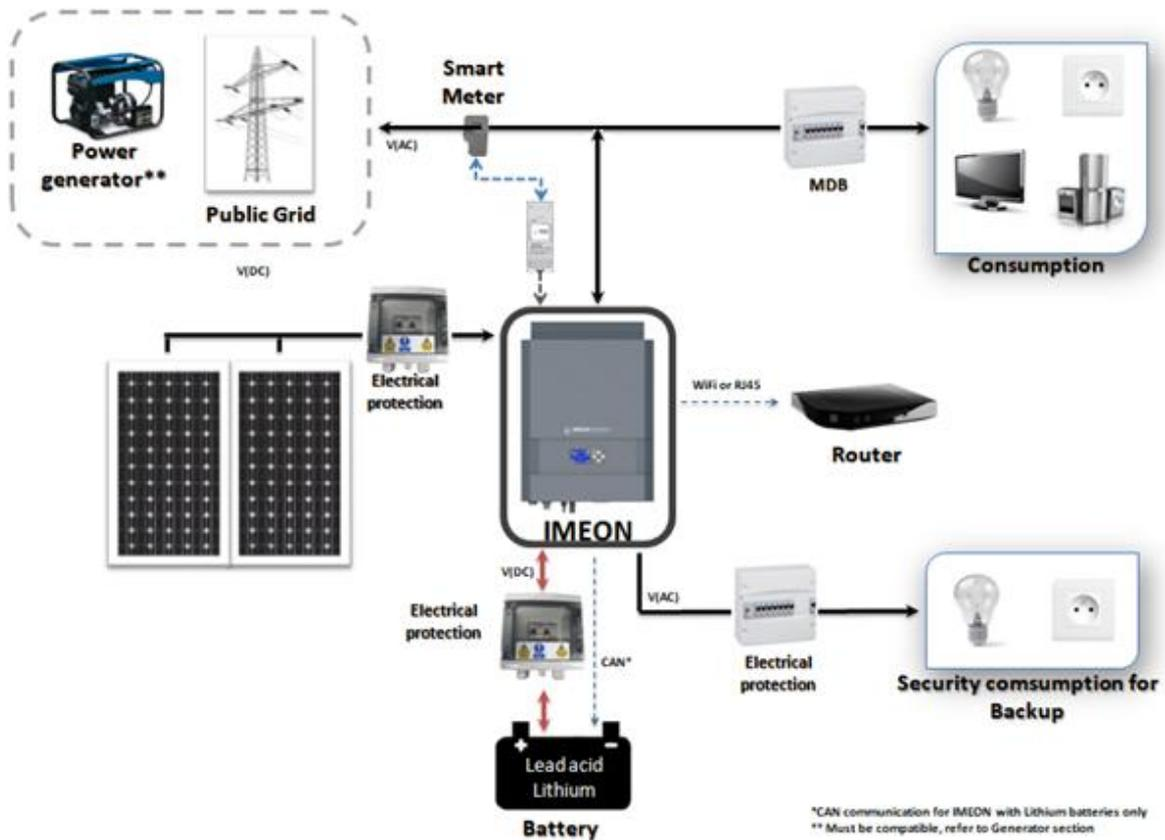 Power
generator**
Public Grid
Smart
Meter
V(AC)
MDB
Consumption
V(DC)
Electrical
protection
WiFi or RJ45
Router
IMEON
V(DC)
Electrical
protection
CAN*
V(AC)
Electrical
protection
Security comsumption for
Backup
+
-
Lead acid
Lithium
Battery
*CAN communication for IMEON with Lithium batteries only
** Must be compatible, refer to Generator section